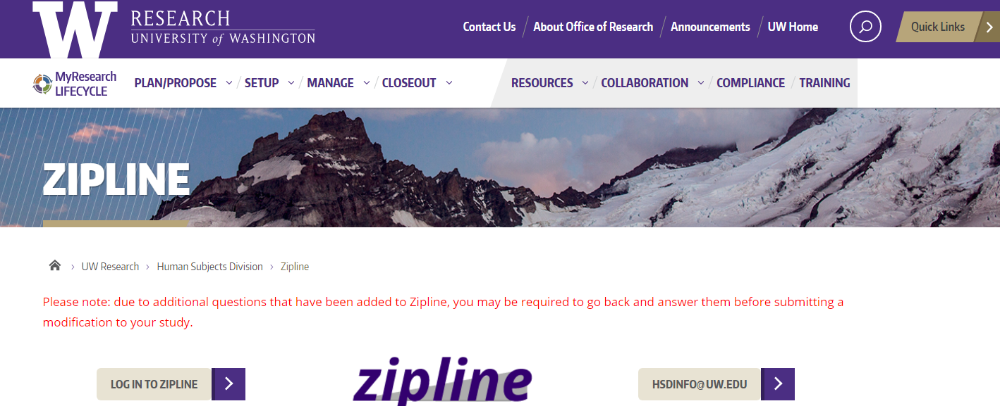 W RESEARCH
UNIVERSITY of WASHINGTON
Contact Us
About Office of Research
Announcements
UW Home
Quick Links
MyResearch
LIFECYCLE
PLAN/PROPOSE
SETUP
MANAGE
CLOSEOUT
RESOURCES
COLLABORATION
COMPLIANCE
TRAINING
ZIPLINE
UW Research › Human Subjects Division › Zipline
Please note: due to additional questions that have been added to Zipline, you may be required to go back and answer them before submitting a
modification to your study.
LOG IN TO ZIPLINE
zipline
HSDINFO@UW.EDU